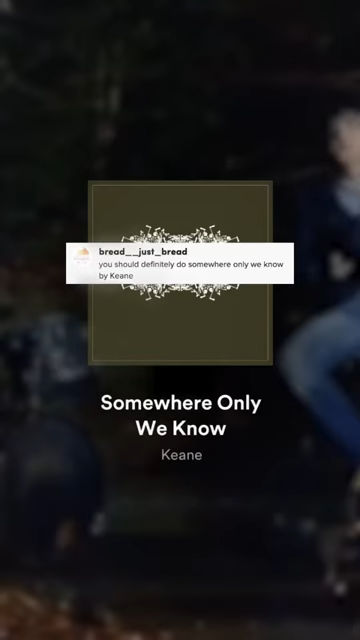 bread__just_bread
you should definitely do somewhere only we know
by Keane
Somewhere Only
We Know
Keane